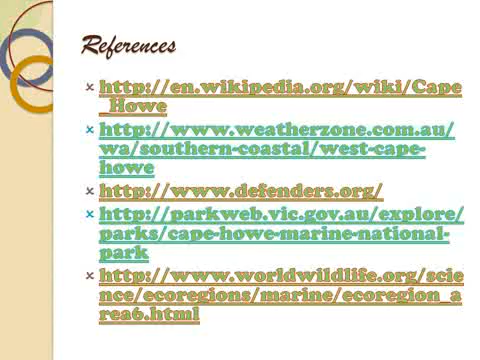 References
http://en.wikipedia.org/wiki/Cape
_Howe
http://www.weatherzone.com.au/
wa/southern-coastal/west-cape-
howe
http://www.defenders.org/
http://parkweb.vic.gov.au/explore/
parks/cape-howe-marine-national-
park
http://www.worldwildlife.org/scie
nce/ecoregions/marine/ecoregion_a
rea6.html